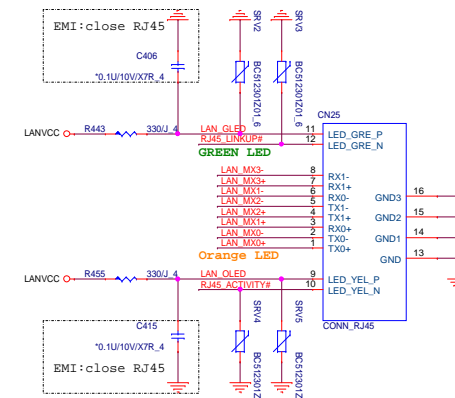 EMI:close RJ45
C406
*0.1U/10V/X7R_4
SRV2
BC512301Z01_6
SRV3
BC512301Z01_6
CN25
LANVCC
R443
330/J_4
LAN_GLED
RJ45_LINKUP#
GREEN LED
11
12
LED_GRE_P
LED_GRE_N
LAN_MX3-
LAN_MX3+
LAN_MX1-
LAN_MX2-
LAN_MX2+
LAN_MX1+
LAN_MX0-
LAN_MX0+
8
7
6
5
4
3
2
1
RX1-
RX1+
RX0-
TX1-
TX1+
RX0+
TX0-
TX0+
GND3
GND2
GND1
GND
16
15
14
13
Orange LED
LANVCC
R455
330/J_4
LAN_OLED
RJ45_ACTIVITY#
9
10
LED_YEL_P
LED_YEL_N
CONN_RJ45
C415
*0.1U/10V/X7R_4
EMI:close RJ45
SRV4
BC512301Z
SRV5
BC512301Z